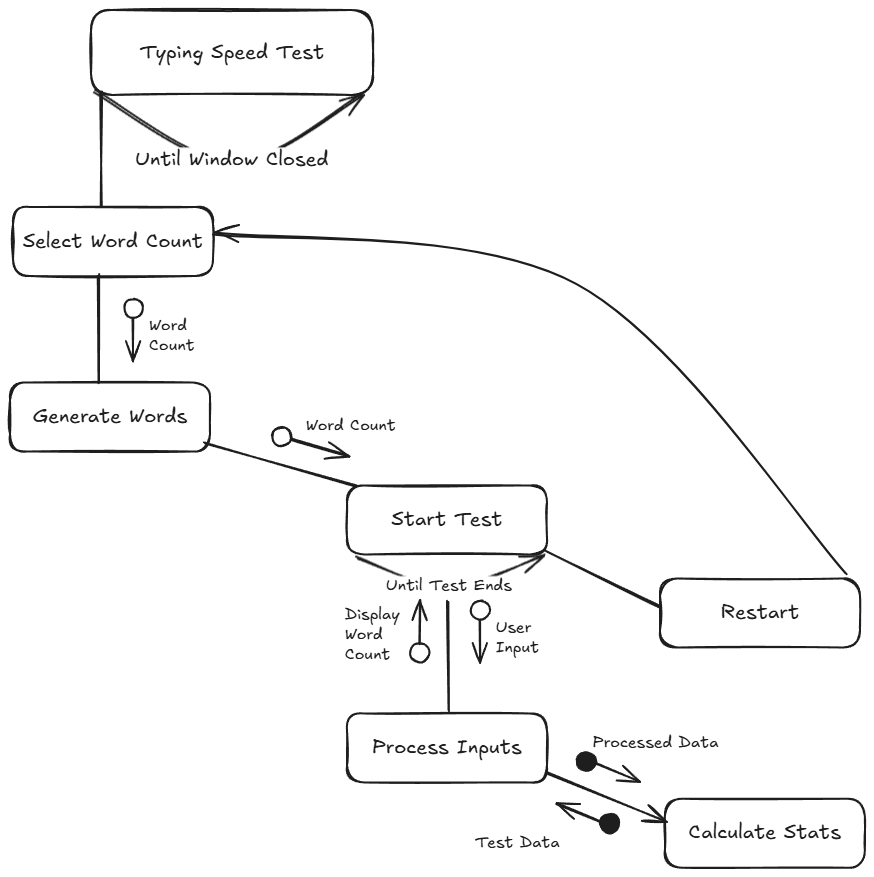 Typing Speed Test
Until Window Closed
Select Word Count
Word
Count
Generate Words
Word Count
Start Test
Until Test Ends
Display
Word
Count
User
Input
Restart
Process Inputs
Processed Data
Test Data
Calculate Stats